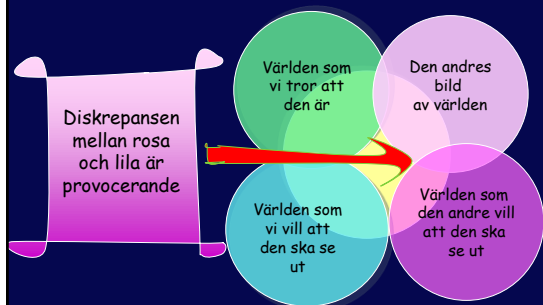 Diskrepansen
mellan rosa
och lila är
provocerande
Världen som
vi tror att
den är
Den andres
bild
av världen
Världen som
vi vill att
den ska se
ut
Världen som
den andre vill
att den ska
se ut